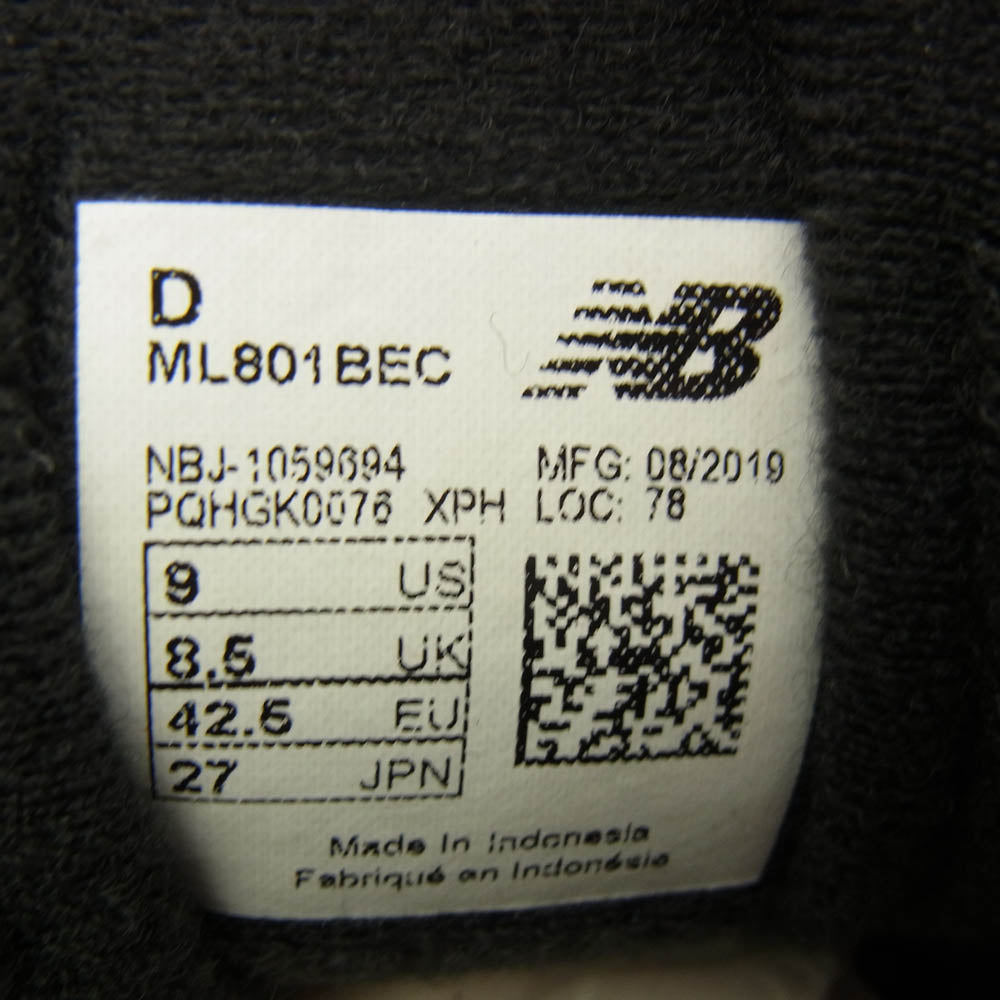 D
NB
ML801BEC
NBJ-1059694 MFG: 08/2019
PQHGK0076 XPH LOC: 78
9 US
8.5 UK
42.5 EU
27 JPN
Made In Indonesia
Fabriqué en Indonésie